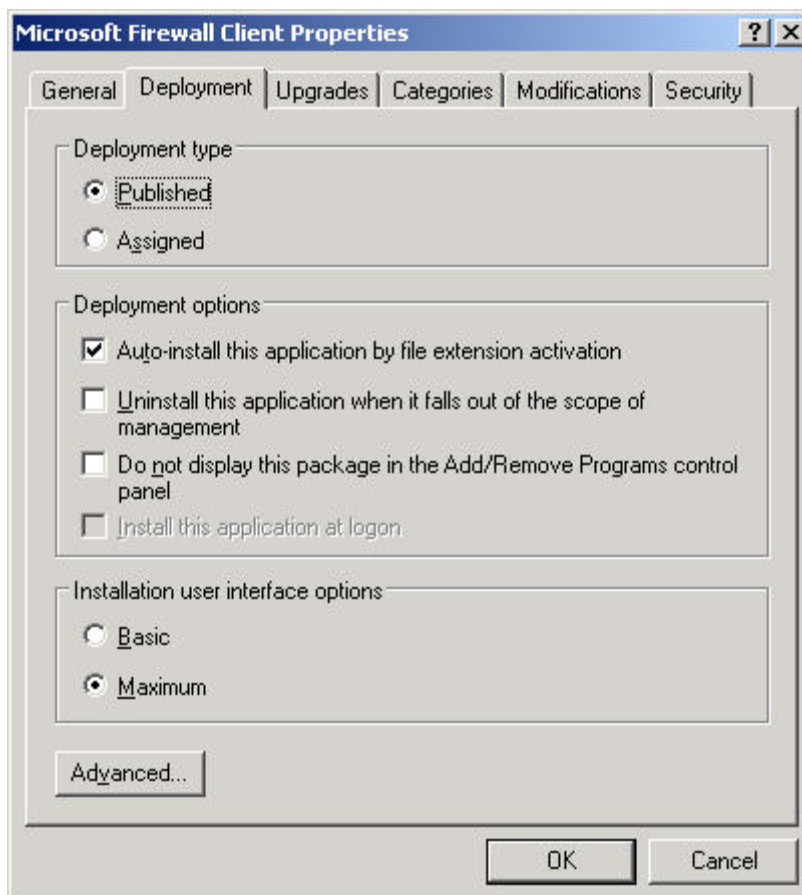 Microsoft Firewall Client Properties
General Deployment Upgrades Categories Modifications Security
Deployment type
Published
Assigned
Deployment options
Auto-install this application by file extension activation
Uninstall this application when it falls out of the scope of
management
Do not display this package in the Add/Remove Programs control
panel
Install this application at logon
Installation user interface options
Basic
Maximum
Advanced...
OK Cancel